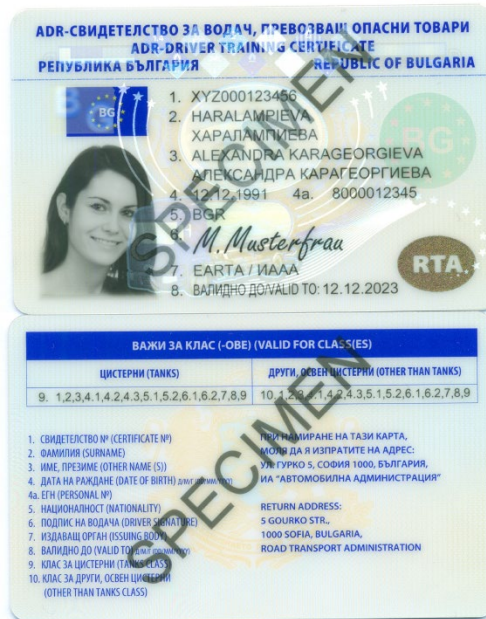 ADR-СВИДЕТЕЛСТВО ЗА ВОДАЧ, ПРЕВОЗВАЩ ОПАСНИ ТОВАРИ
ADR-DRIVER TRAINING CERTIFICATE
РЕПУБЛИКА БЪЛГАРИЯ REPUBLIC OF BULGARIA
BG
BG
1. XYZ000123456
2. HARALAMPIEVA
ХАРАЛАМПИЕВА
3. ALEXANDRA KARAGEORGIEVA
АЛЕКСАНДРА КАРАГЕОРГИЕВА
4. 12.12.1991 4a. 8000012345
5. BGR
6. M. Musterfrau
7. EARTA / ИААА
RTA
8. ВАЛИДНО ДО/VALID TO: 12.12.2023
SPECIMEN
ВАЖИ ЗА КЛАС (-ОВЕ) (VALID FOR CLASS(ES)
ЦИСТЕРНИ (TANKS) ДРУГИ, ОСВЕН ЦИСТЕРНИ (OTHER THAN TANKS)
9. 1,2,3,4.1,4.2,4.3,5.1,5.2,6.1,6.2,7,8,9 10. 1,2,3,4.1,4.2,4.3,5.1,5.2,6.1,6.2,7,8,9
1. СВИДЕТЕЛСТВО № (CERTIFICATE №)
2. ФАМИЛИЯ (SURNAME)
3. ИМЕ, ПРЕЗИМЕ (OTHER NAME (S))
4. ДАТА НА РАЖДАНЕ (DATE OF BIRTH) Д/М/Г (DD/MM/YYYY)
4a. ЕГН (PERSONAL №)
5. НАЦИОНАЛНОСТ (NATIONALITY)
6. ПОДПИС НА ВОДАЧА (DRIVER SIGNATURE)
7. ИЗДАВАЩ ОРГАН (ISSUING BODY)
8. ВАЛИДНО ДО (VALID TO) Д/М/Г (DD/MM/YYYY)
9. КЛАС ЗА ЦИСТЕРНИ (TANKS CLASS)
10. КЛАС ЗА ДРУГИ, ОСВЕН ЦИСТЕРНИ
(OTHER THAN TANKS CLASS)
ПРИ НАМИРАНЕ НА ТАЗИ КАРТА,
МОЛЯ ДА Я ИЗПРАТИТЕ НА АДРЕС:
УЛ. ГУРКО 5, СОФИЯ 1000, БЪЛГАРИЯ,
ИА "АВТОМОБИЛНА АДМИНИСТРАЦИЯ"
RETURN ADDRESS:
5 GOURKO STR.,
1000 SOFIA, BULGARIA,
ROAD TRANSPORT ADMINISTRATION
SPECIMEN